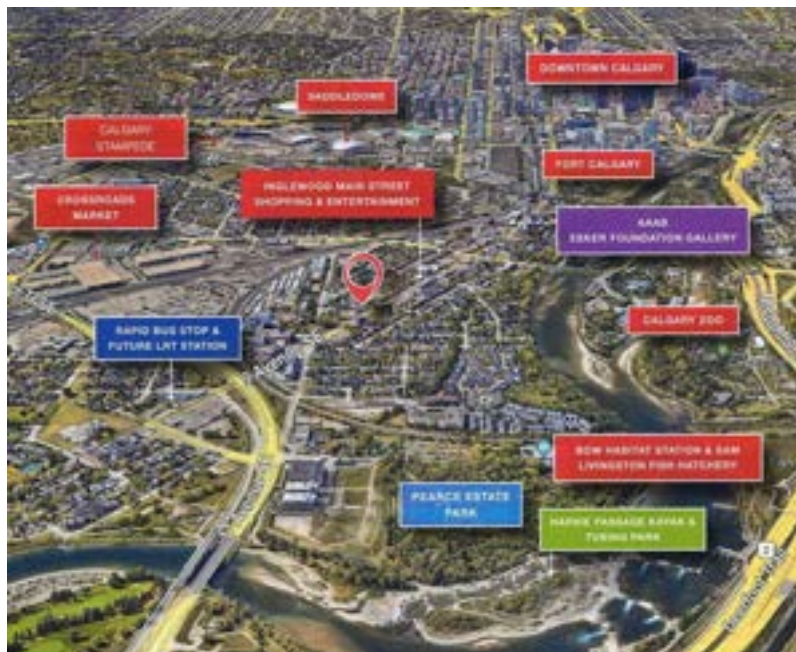 DOWNTOWN CALGARY
SADDLEDOME
CALGARY
STAMPEDE
FORT CALGARY
INGLEWOOD MAIN STREET
SHOPPING & ENTERTAINMENT
CROSSROADS
MARKET
ESKER FOUNDATION GALLERY
CALGARY ZOO
RAPID BUS STOP &
FUTURE LRT STATION
BOW HABITAT STATION & SAM
LIVINGSTON FISH HATCHERY
PEARCE ESTATE
PARK
HARVIE PASSAGE KAYAK &
TUBING PARK
2